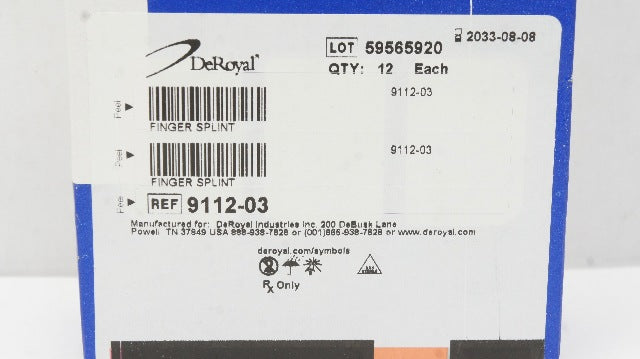 DeRoyal®
LOT 59565920
2033-08-08
QTY: 12 Each
Peel
9112-03
FINGER SPLINT
Peel
9112-03
FINGER SPLINT
REF 9112-03
Manufactured for: DeRoyal Industries Inc. 200 DeBusk Lane
Powell, TN 37849 USA 888-938-7828 or (001)866-938-7828 or www.deroyal.com
deroyal.com/symbols
Rx Only